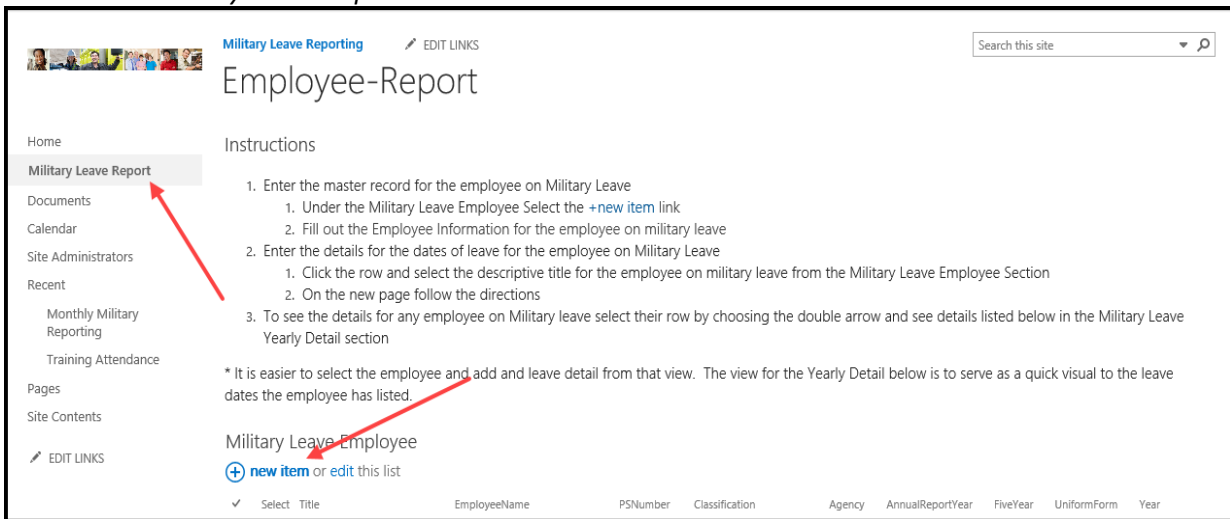 Military Leave Reporting EDIT LINKS Search this site
Employee-Report
Home
Military Leave Report
Documents
Calendar
Site Administrators
Recent
Monthly Military
Reporting
Training Attendance
Pages
Site Contents
EDIT LINKS
Instructions
1. Enter the master record for the employee on Military Leave
1. Under the Military Leave Employee Select the +new item link
2. Fill out the Employee Information for the employee on military leave
2. Enter the details for the dates of leave for the employee on Military Leave
1. Click the row and select the descriptive title for the employee on military leave from the Military Leave Employee Section
2. On the new page follow the directions
3. To see the details for any employee on Military leave select their row by choosing the double arrow and see details listed below in the Military Leave
Yearly Detail section
* It is easier to select the employee and add and leave detail from that view. The view for the Yearly Detail below is to serve as a quick visual to the leave
dates the employee has listed.
Military Leave Employee
new item or edit this list
Select Title EmployeeName PSNumber Classification Agency AnnualReportYear FiveYear UniformForm Year